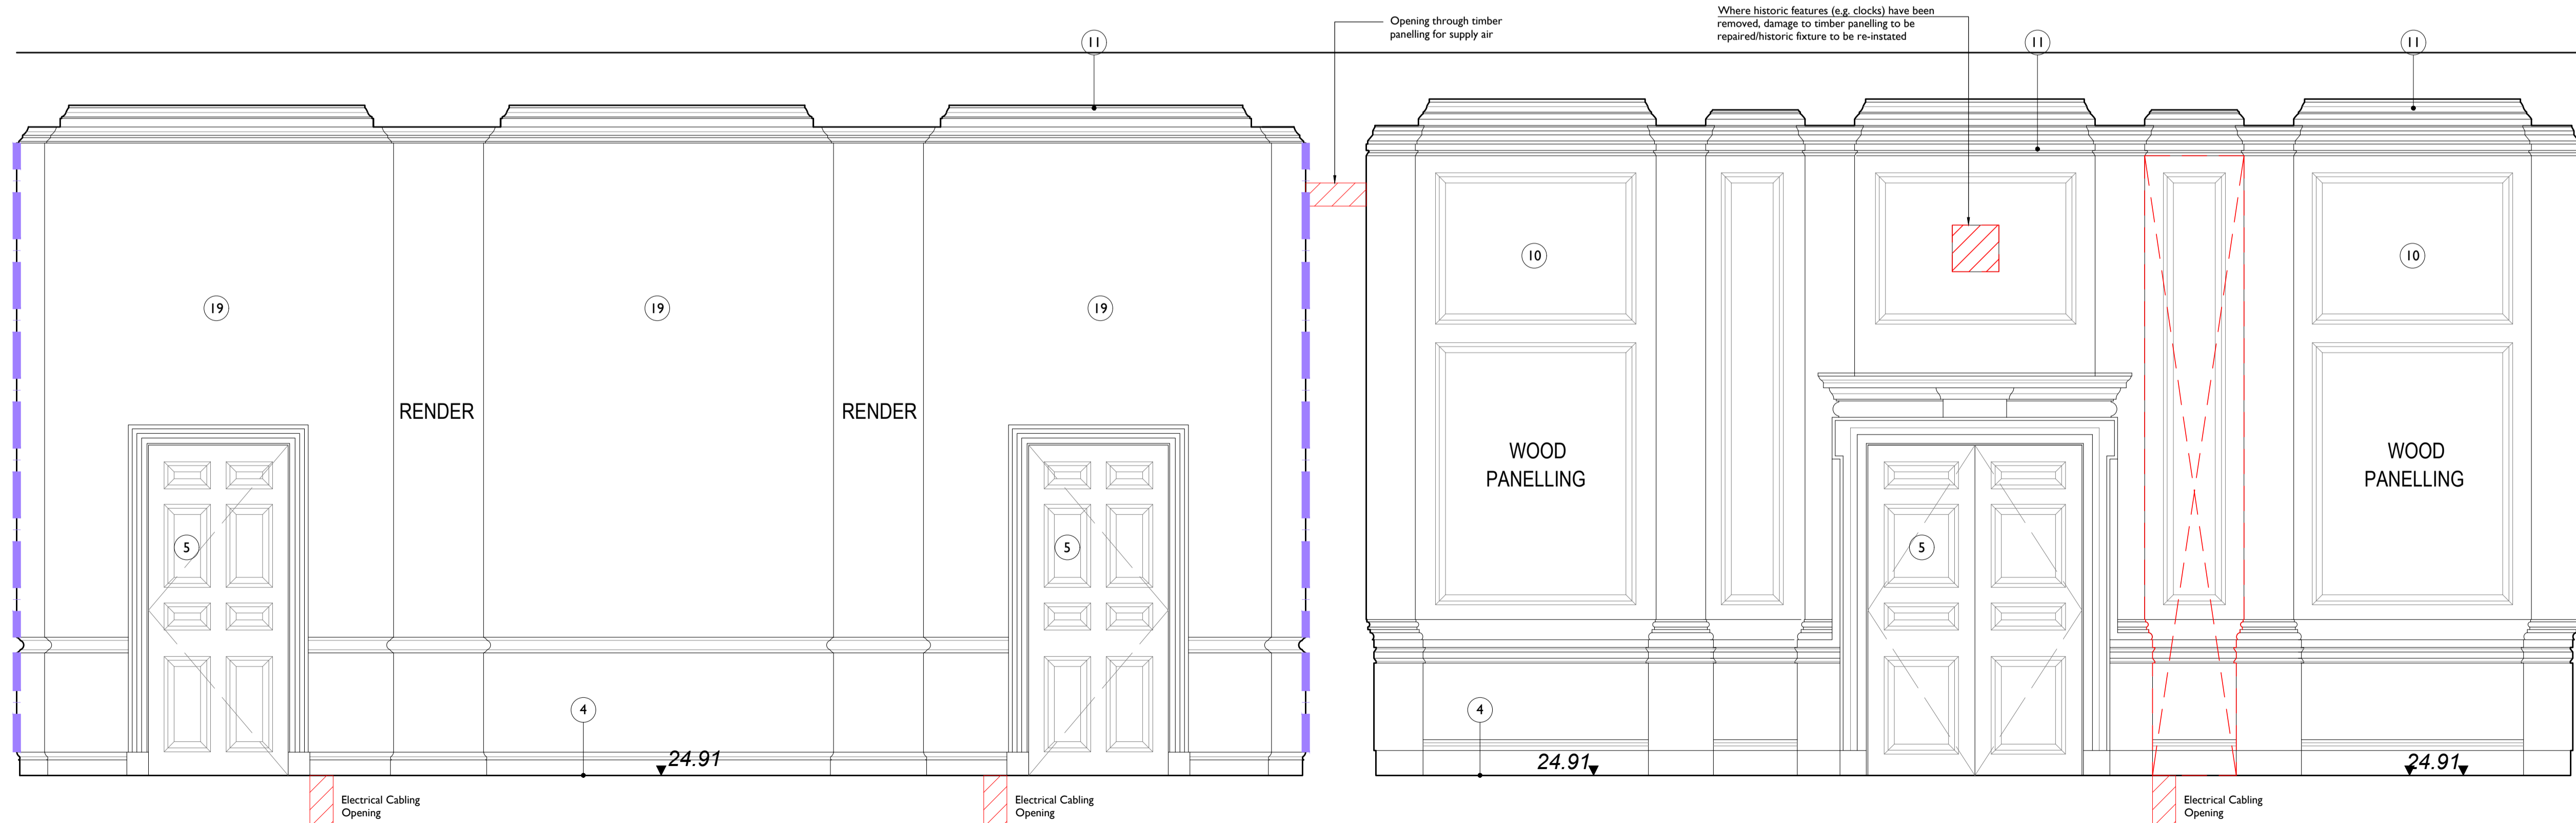 Opening through timber
panelling for supply air
Where historic features (e.g. clocks) have been
removed, damage to timber panelling to be
repaired/historic fixture to be re-instated
11
11
11
10
10
19
19
19
RENDER
RENDER
WOOD
PANELLING
WOOD
PANELLING
5
5
5
4
4
24.91
24.91
24.91
Electrical Cabling
Opening
Electrical Cabling
Opening
Electrical Cabling
Opening